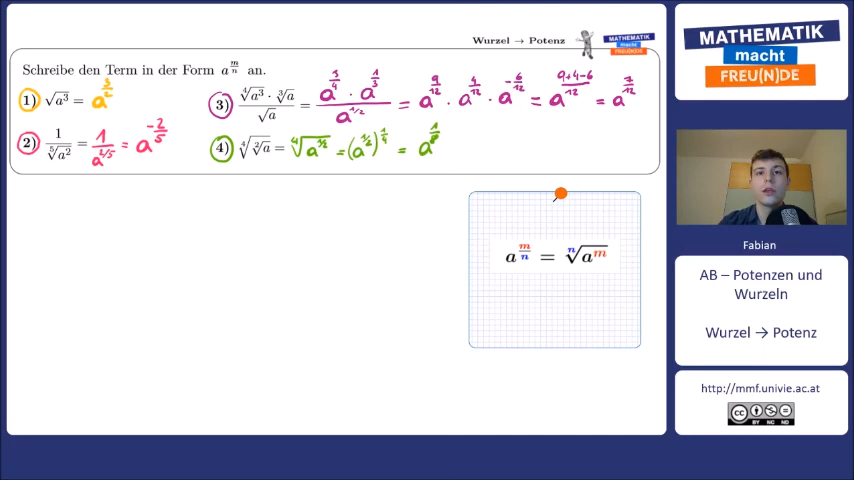 Wurzel → Potenz
MATHEMATIK
macht
FREU(N)DE
Schreibe den Term in der Form a^(m/n) an.
1) √a³ = a^(3/2)
2) 1/⁵√a² = 1/a^(2/5) = a^(-2/5)
3) (⁴√a³ · ³√a)/√a = (a^(3/4) · a^(1/3))/a^(1/2) = a^(9/12) · a^(4/12) · a^(-6/12) = a^((9+4-6)/12) = a^(7/12)
4) ⁴√(²√a) = ⁴√(a^(1/2)) = (a^(1/2))^(1/4) = a^(1/8)
a^(m/n) = ⁿ√a^m
MATHEMATIK
macht
FREU(N)DE
Fabian
AB – Potenzen und
Wurzeln
Wurzel → Potenz
http://mmf.univie.ac.at
CC
BY NC ND